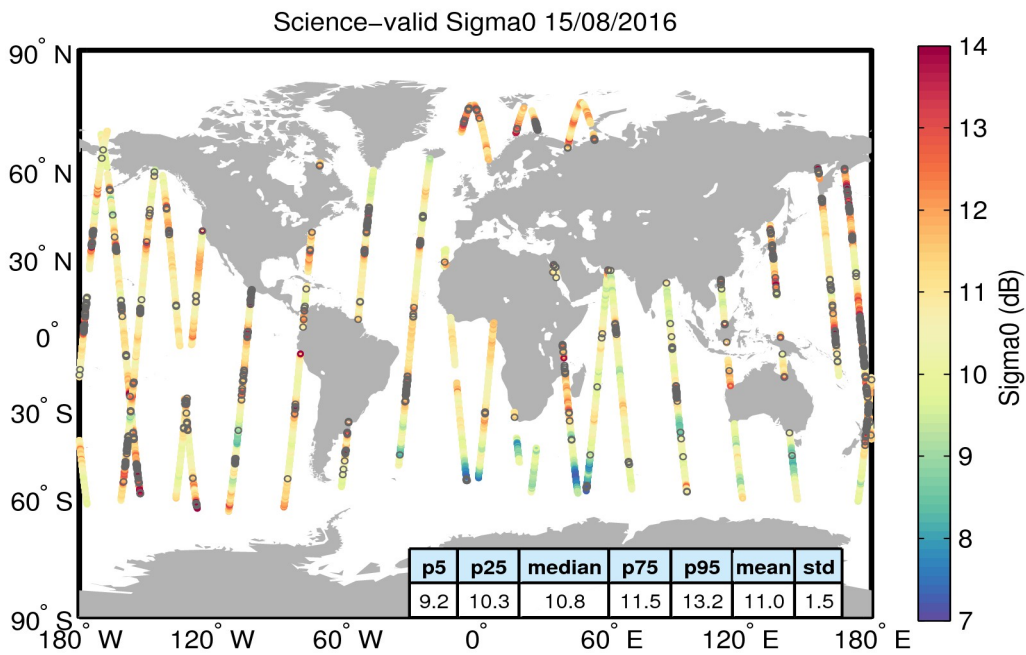 Science−valid Sigma0 15/08/2016
90° N
60° N
30° N
0°
30° S
60° S
90° S
180° W
120° W
60° W
0°
60° E
120° E
180° E
p5 p25 median p75 p95 mean std
9.2 10.3 10.8 11.5 13.2 11.0 1.5
14
13
12
11
10
9
8
7
Sigma0 (dB)